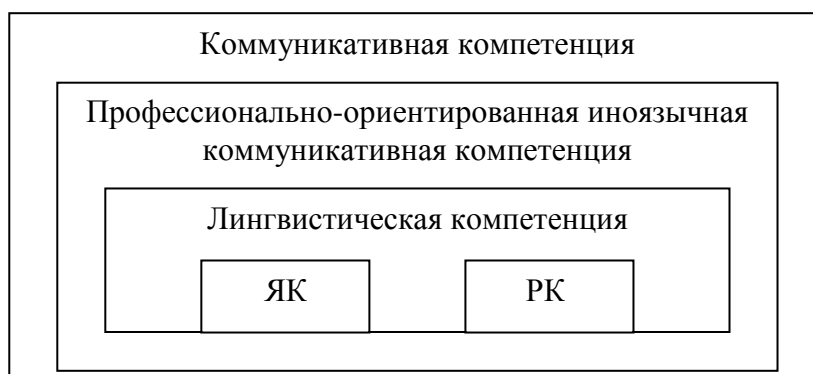 Коммуникативная компетенция
Профессионально-ориентированная иноязычная
коммуникативная компетенция
Лингвистическая компетенция
ЯК РК